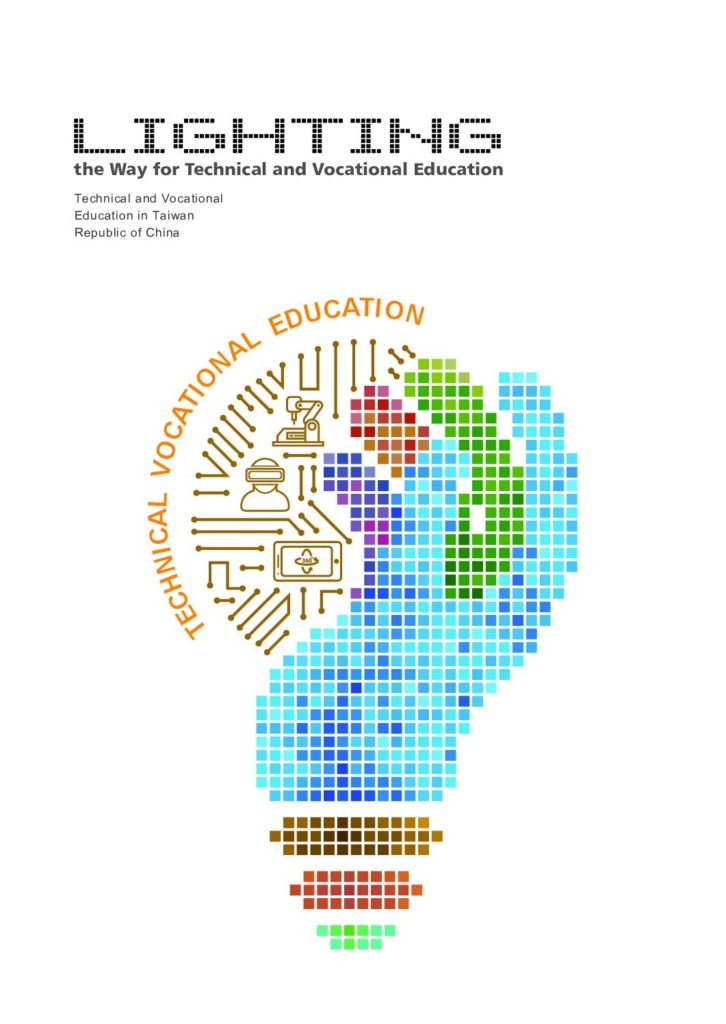 LIGHTING
the Way for Technical and Vocational Education
Technical and Vocational
Education in Taiwan
Republic of China
TECHNICAL VOCATIONAL EDUCATION
360°